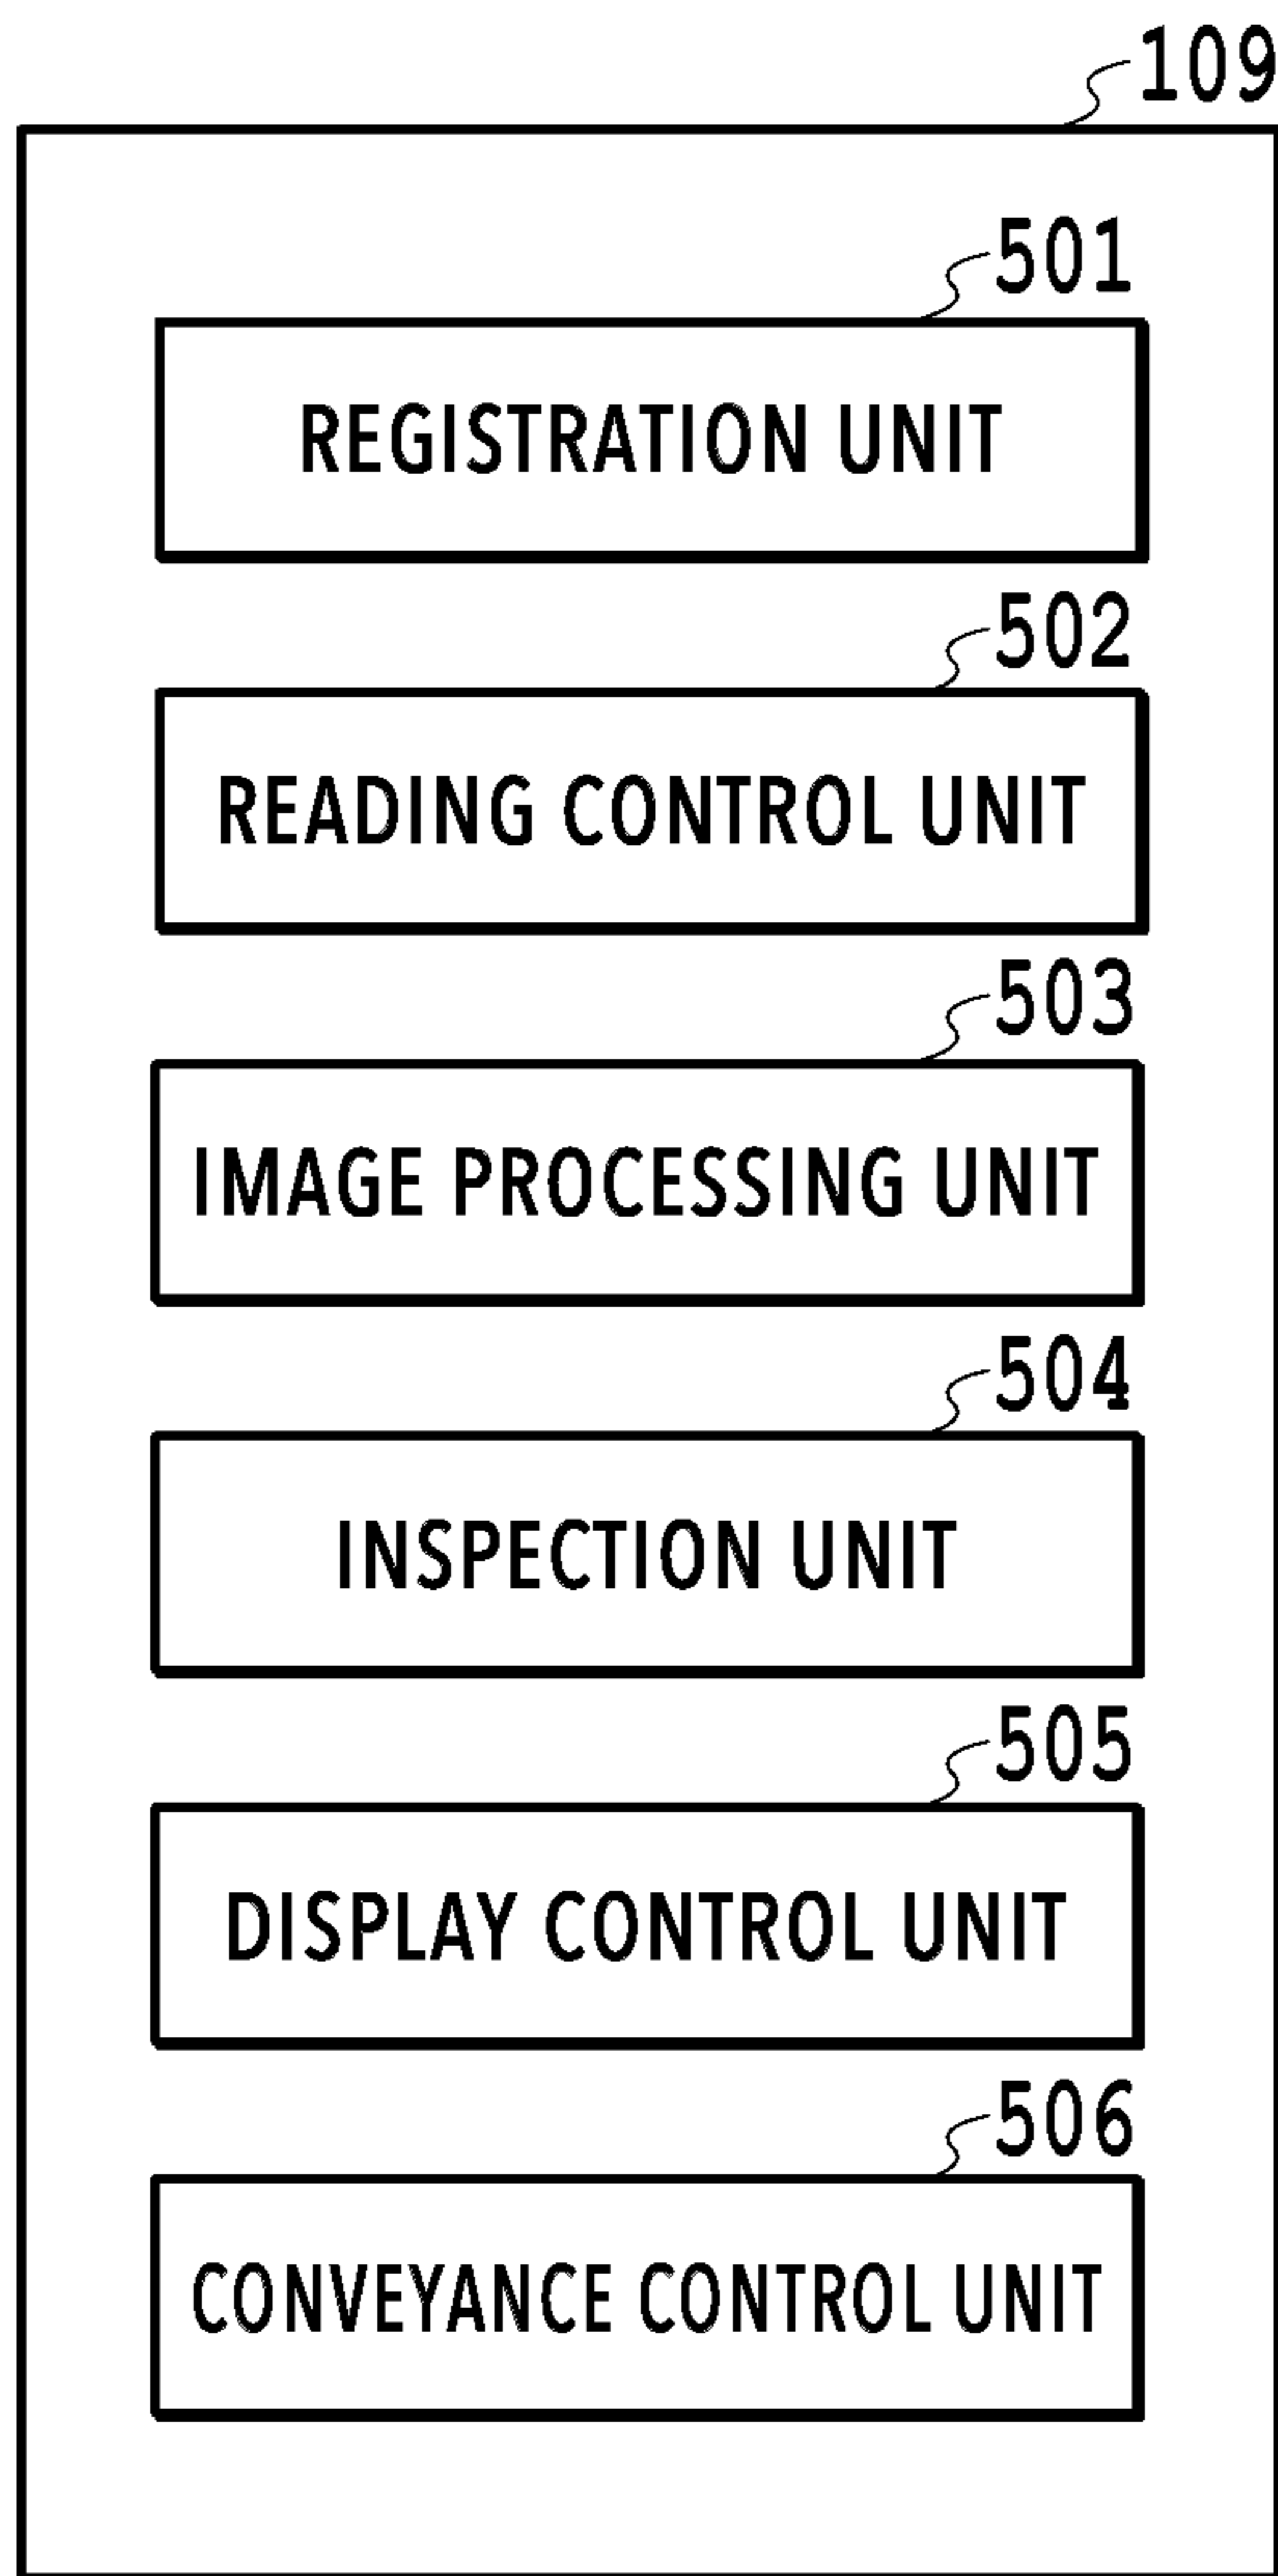 109
501
REGISTRATION UNIT
502
READING CONTROL UNIT
503
IMAGE PROCESSING UNIT
504
INSPECTION UNIT
505
DISPLAY CONTROL UNIT
506
CONVEYANCE CONTROL UNIT